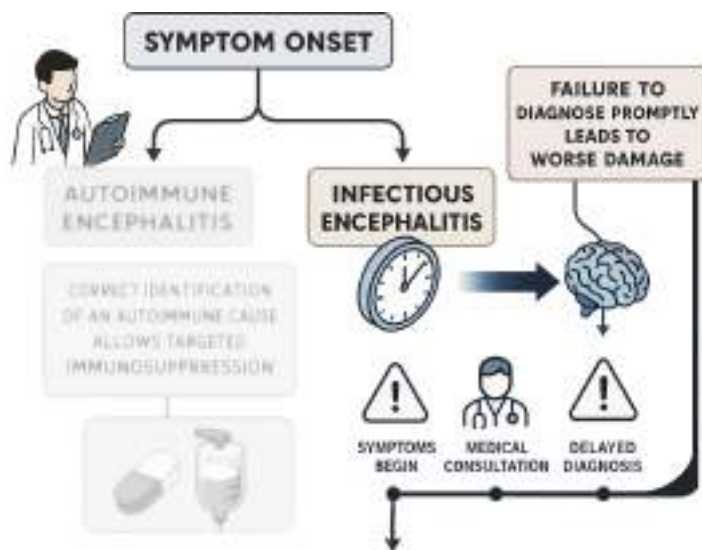 SYMPTOM ONSET
FAILURE TO
DIAGNOSE PROMPTLY
LEADS TO
WORSE DAMAGE
AUTOIMMUNE
ENCEPHALITIS
INFECTIOUS
ENCEPHALITIS
CORRECT IDENTIFICATION
OF AN AUTOIMMUNE CAUSE
ALLOWS TARGETED
IMMUNOSUPPRRESSION
SYMPTOMS
BEGIN
MEDICAL
CONSULTATION
DELAYED
DIAGNOSIS